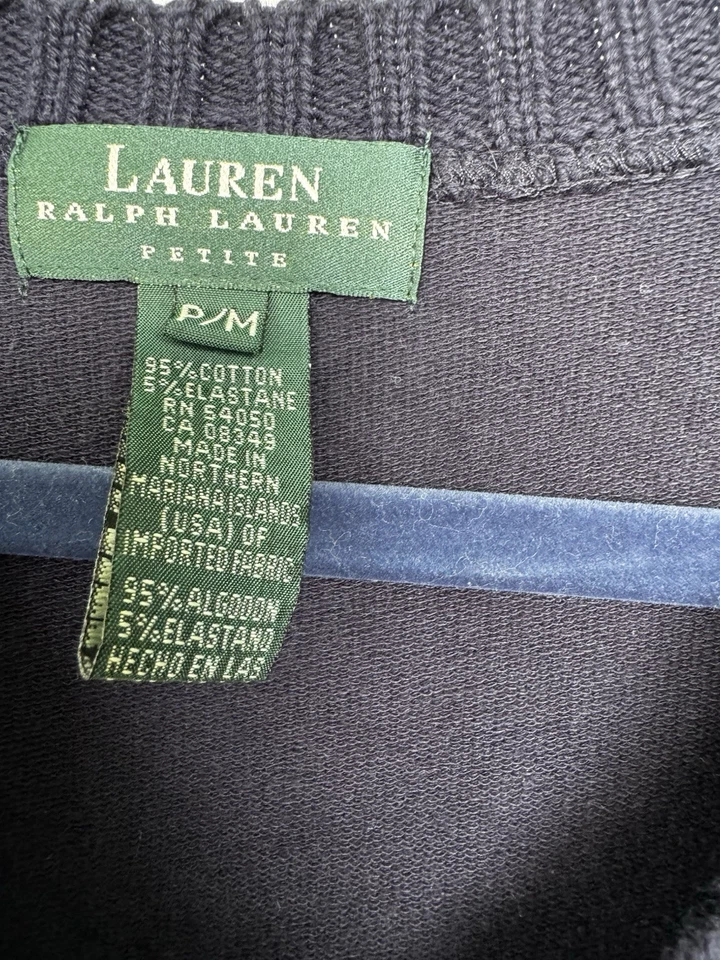 LAUREN
RALPH LAUREN
PETITE
P/M
95% COTTON
5% ELASTANE
RN 54050
CA 08349
MADE IN
NORTHERN
MARIANA ISLANDS
(USA) OF
IMPORTED FABRIC
95% ALGODON
5% ELASTANO
HECHO EN LAS